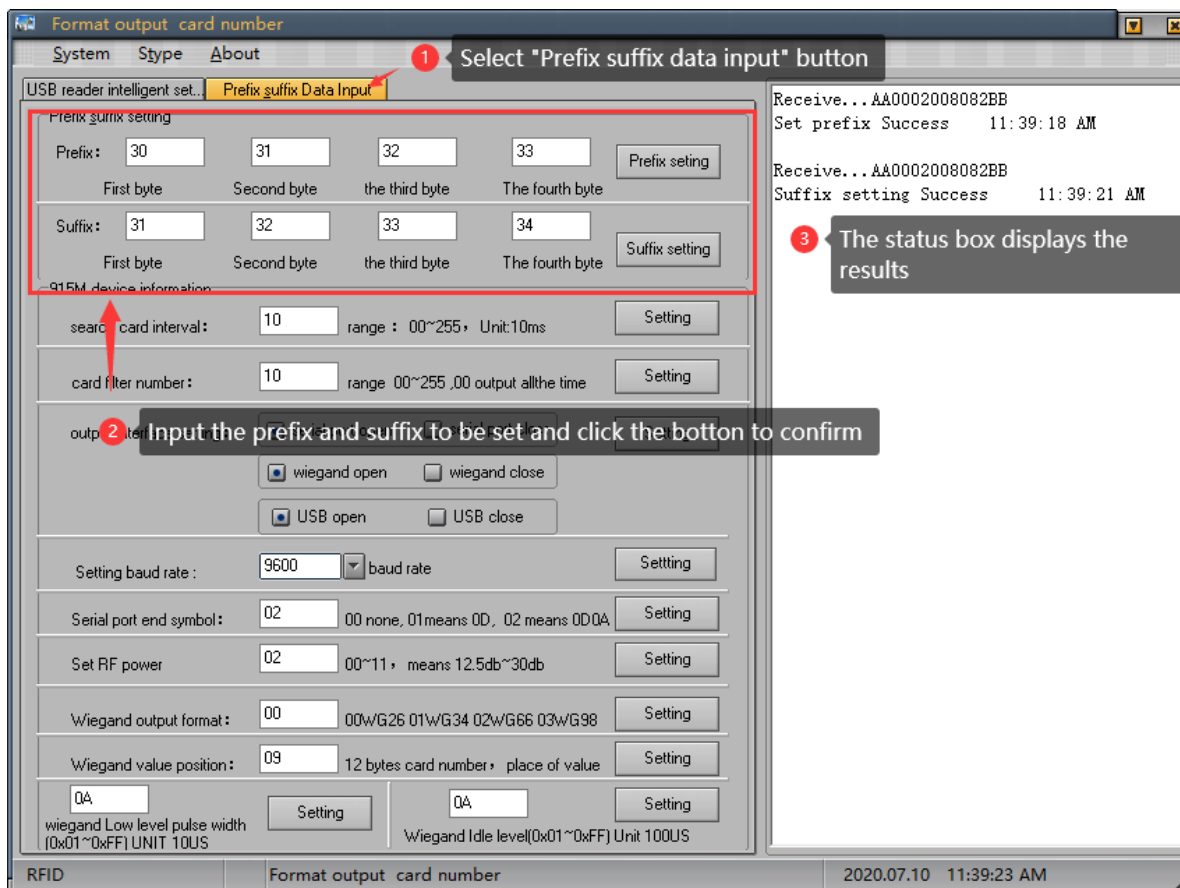 Format output card number
System Stype About
1 Select "Prefix suffix data input" button
USB reader intelligent set... Prefix suffix Data Input
Prefix suffix setting
Prefix: 30 31 32 33 Prefix seting
First byte Second byte the third byte The fourth byte
Suffix: 31 32 33 34 Suffix setting
First byte Second byte the third byte The fourth byte
Receive...AA0002008082BB
Set prefix Success 11:39:18 AM
Receive...AA0002008082BB
Suffix setting Success 11:39:21 AM
3 The status box displays the
results
915M device information
search card interval: 10 range : 00~255, Unit:10ms Setting
card filter number: 10 range 00~255 ,00 output allthe time Setting
2 Input the prefix and suffix to be set and click the botton to confirm
wiegand open wiegand close
USB open USB close
Setting baud rate : 9600 baud rate Settting
Serial port end symbol: 02 00 none, 01means 0D, 02 means 0D0A Setting
Set RF power 02 00~11, means 12.5db~30db Setting
Wiegand output format: 00 00WG26 01WG34 02WG66 03WG98 Setting
Wiegand value position: 09 12 bytes card number, place of value Setting
0A Setting 0A Setting
wiegand Low level pulse width
(0x01~0xFF) UNIT 10US
Wiegand Idle level(0x01~0xFF) Unit 100US
RFID Format output card number 2020.07.10 11:39:23 AM